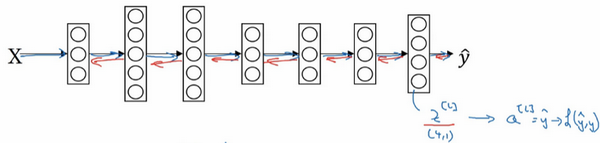 X ŷ
z^[L] → a^[L] = ŷ → ℒ(ŷ,y)
(4,1)